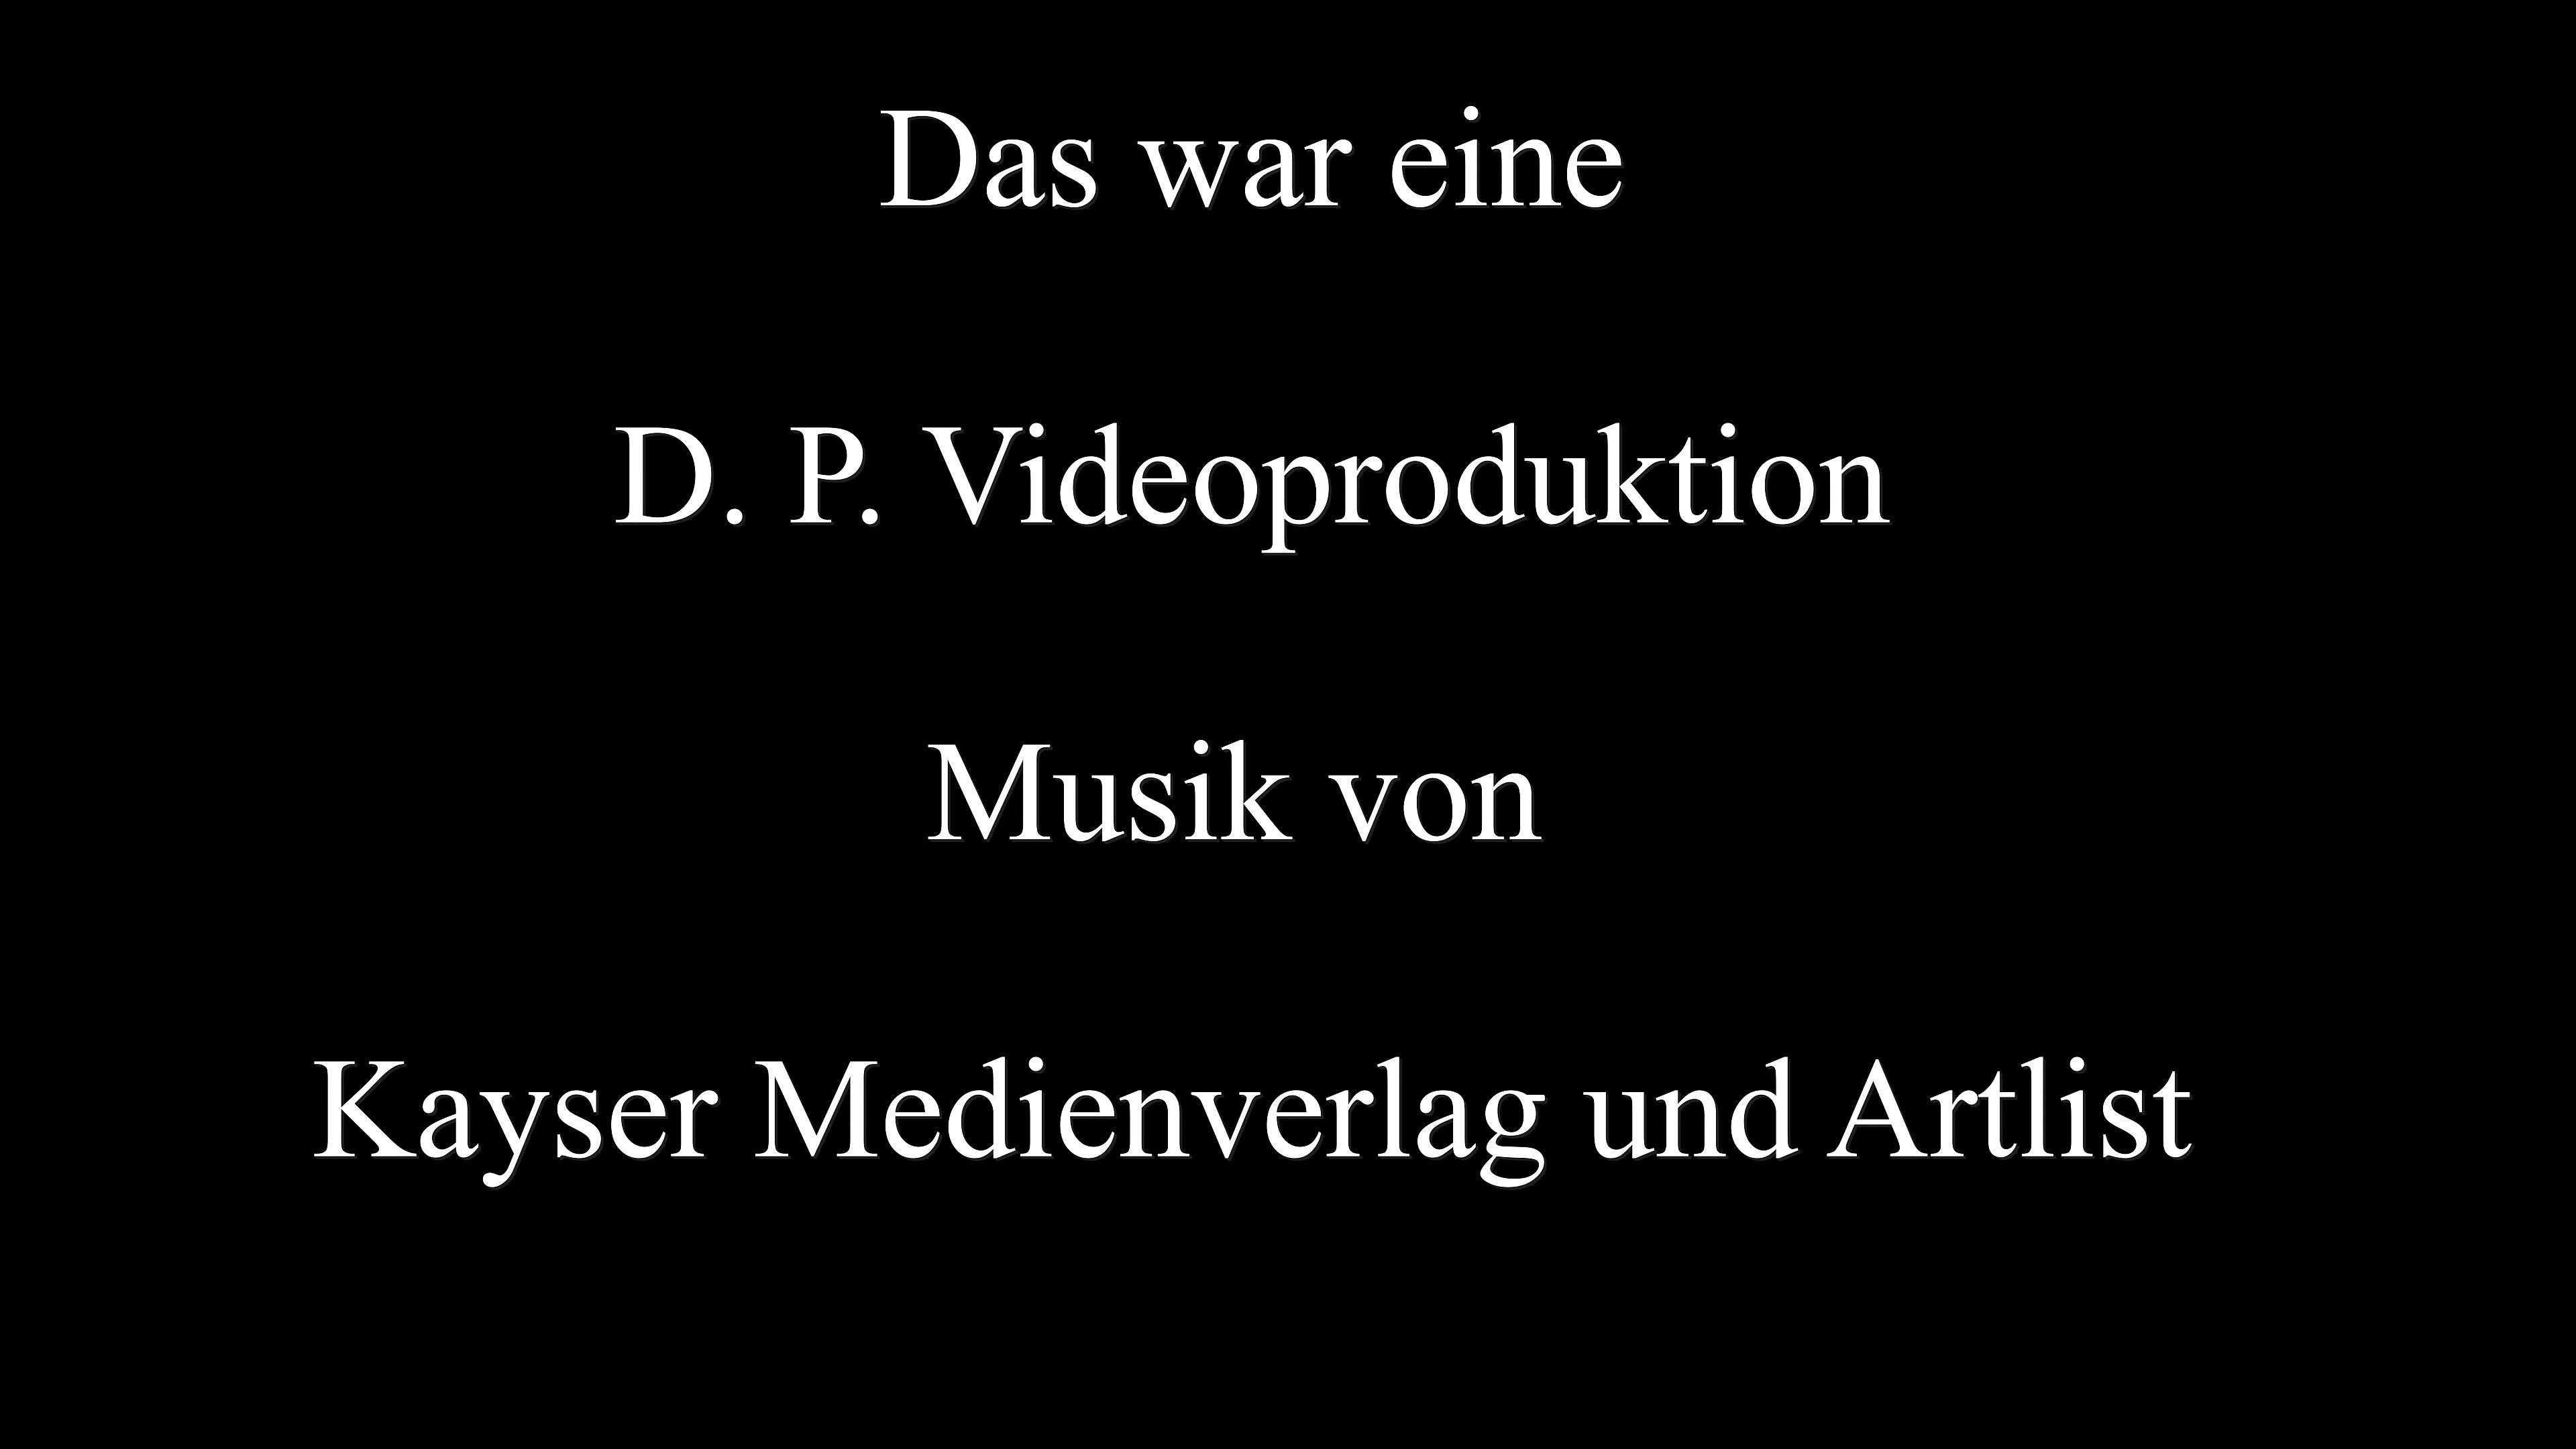 Das war eine
D. P. Videoproduktion
Musik von
Kayser Medienverlag und Artlist